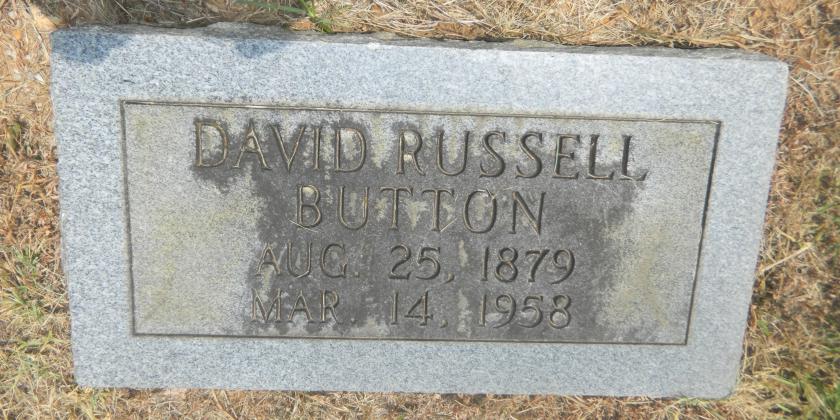 DAVID RUSSELL
BUTTON
AUG. 25, 1879
MAR. 14, 1958